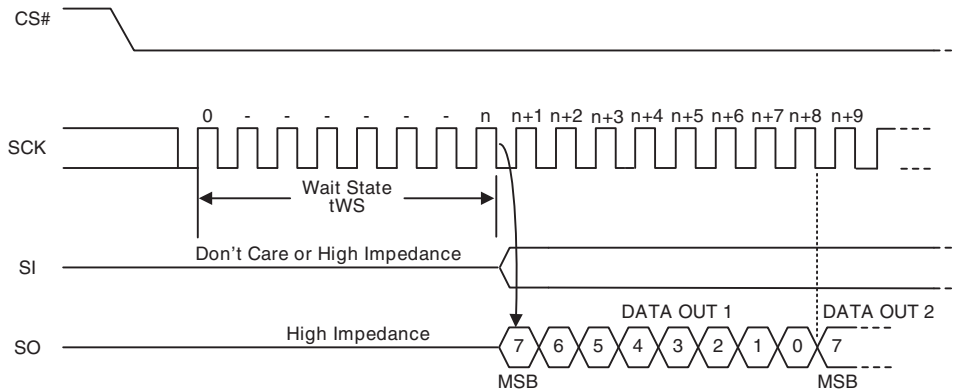 CS#
0 - - - - - - n n+1 n+2 n+3 n+4 n+5 n+6 n+7 n+8 n+9
SCK
Wait State
tWS
Don't Care or High Impedance
SI
DATA OUT 1 DATA OUT 2
High Impedance
SO 7 6 5 4 3 2 1 0 7
MSB MSB